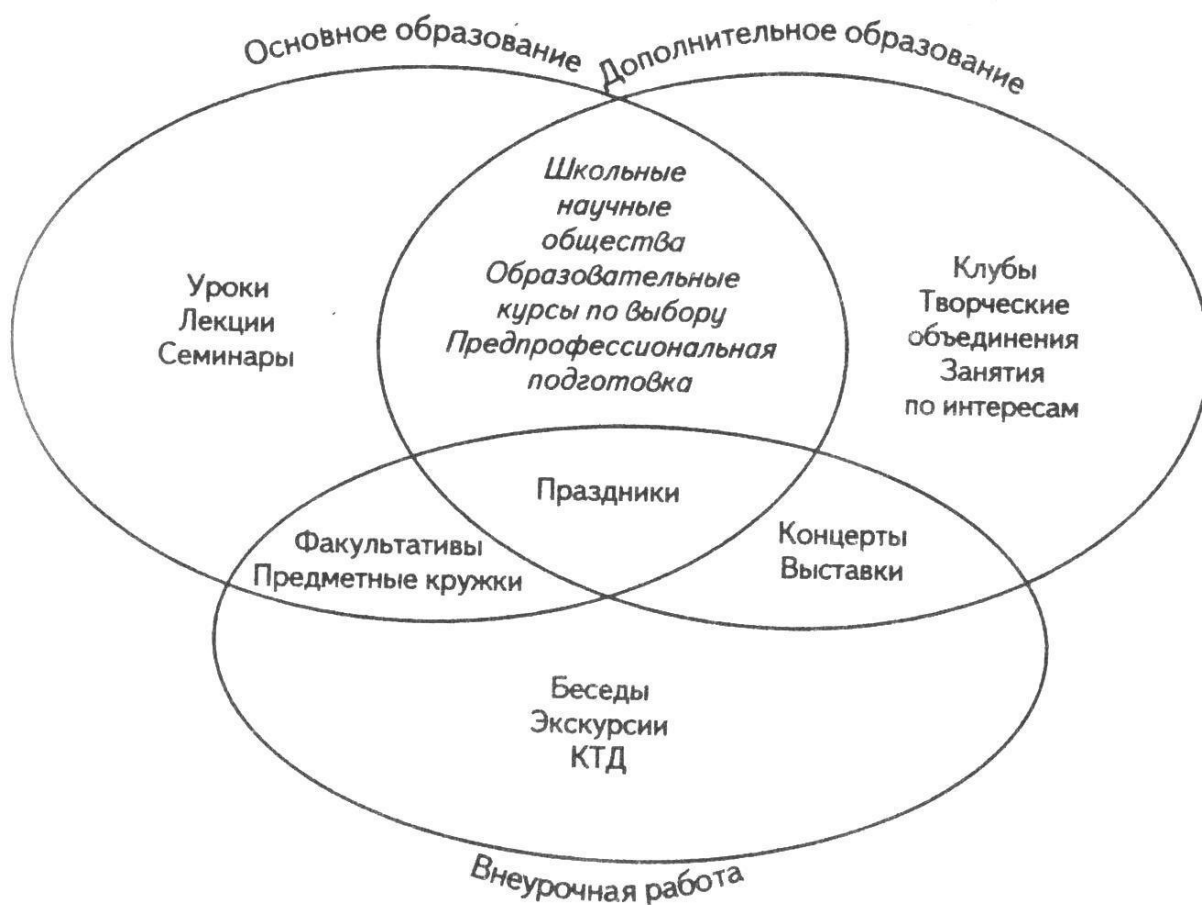 Основное образование
Дополнительное образование
Школьные
научные
общества
Образовательные
курсы по выбору
Предпрофессиональная
подготовка
Уроки
Лекции
Семинары
Клубы
Творческие
объединения
Занятия
по интересам
Праздники
Факультативы
Предметные кружки
Концерты
Выставки
Беседы
Экскурсии
КТД
Внеурочная работа